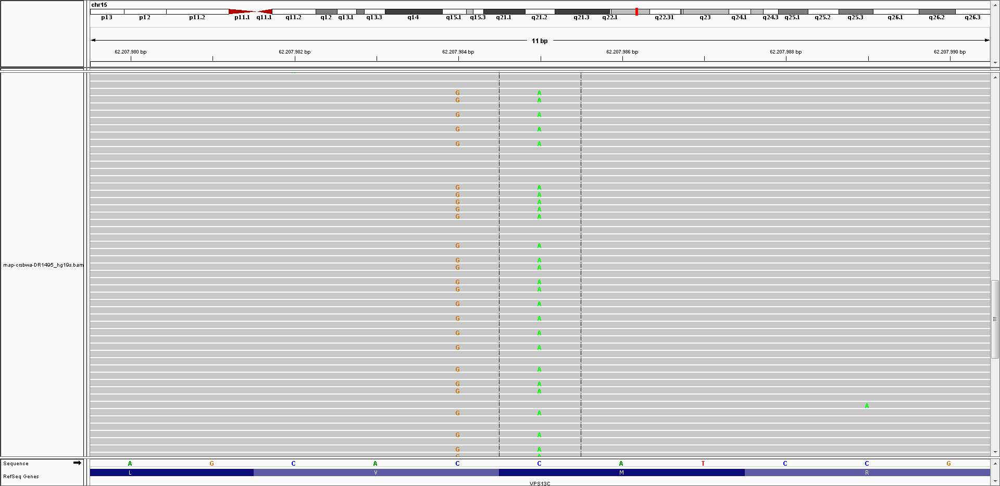 chr15
p13 p12 p11.2 p11.1 q11.1 q11.2 q12 q13.1 q13.3 q14 q15.1 q15.3 q21.1 q21.2 q21.3 q22.1 q22.31 q23 q24.1 q24.3 q25.1 q25.2 q25.3 q26.1 q26.2 q26.3
11 bp
62.207.980 bp 62.207.982 bp 62.207.984 bp 62.207.986 bp 62.207.988 bp 62.207.990 bp
G A
G A
G A
G A
G A
G A
G A
G A
G A
G A
G A
G A
G A
map-crsbwa-DR1495_hg19s.bam
G A
G A
G A
G A
G A
G A
G A
G A
G A
A
G A
G A
G A
Sequence A G C A C C A T C C G
RefSeq Genes L V M R
VPS13C